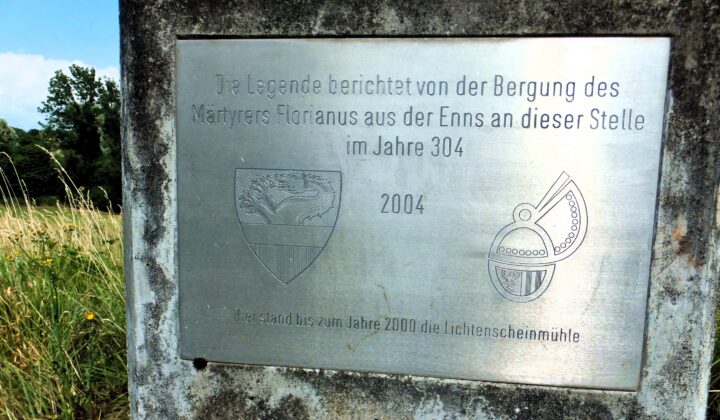 Die Legende berichtet von der Bergung des
Märtyrers Florianus aus der Enns an dieser Stelle
im Jahre 304
2004
Hier stand bis zum Jahre 2000 die Lichtenscheinmühle